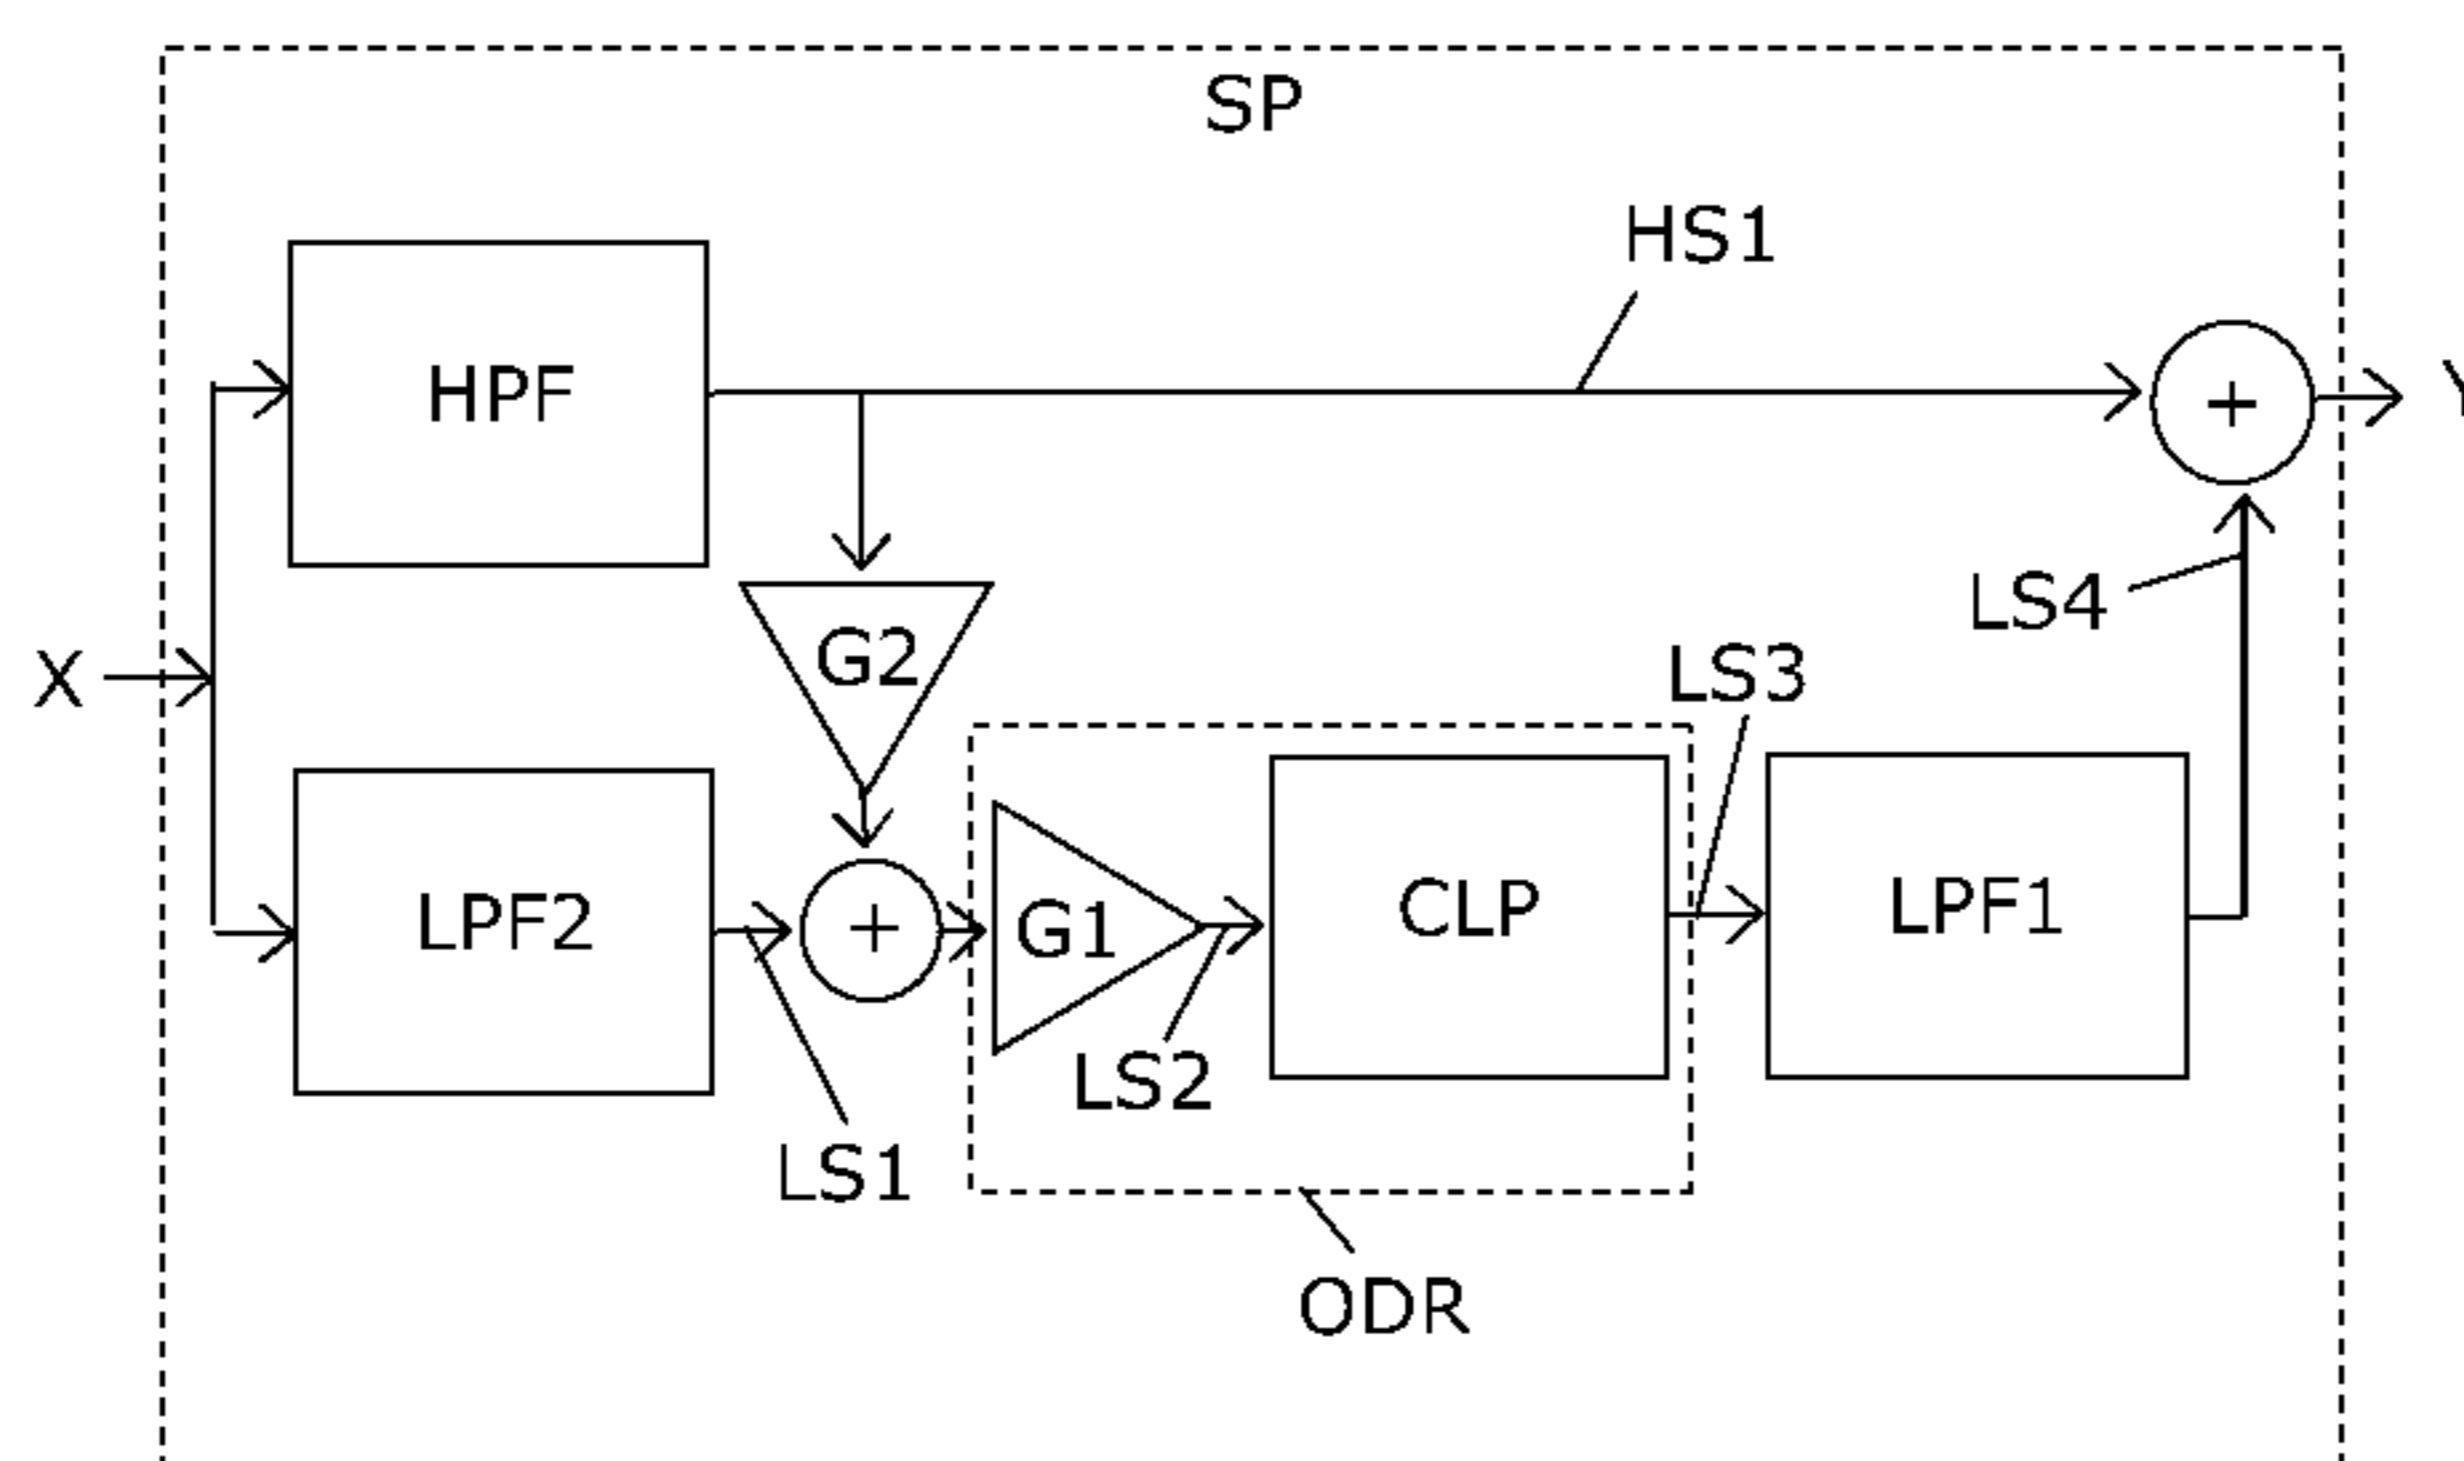 SP
HS1
HPF
+
Y
LS4
G2
X
LS3
LPF2
+
G1
CLP
LPF1
LS2
LS1
ODR